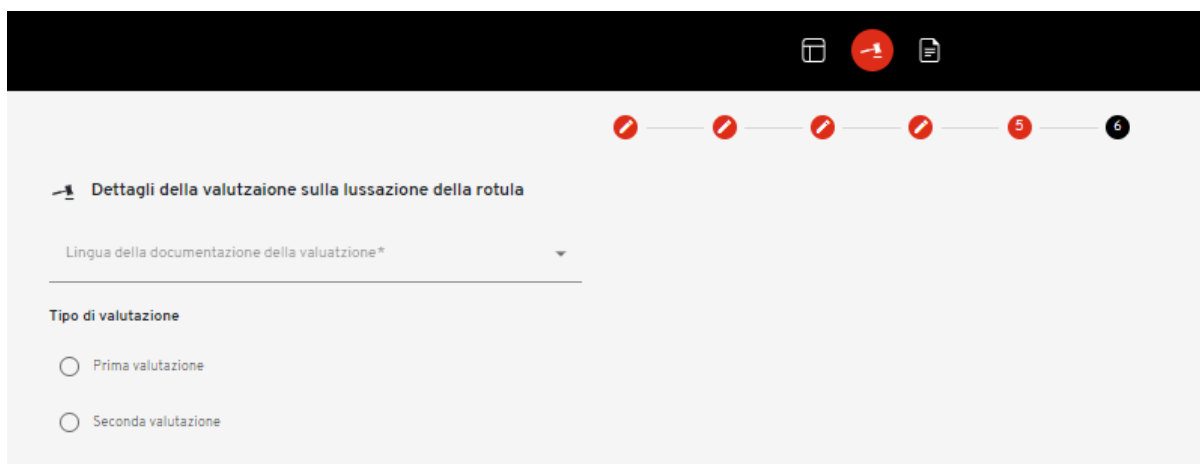 5
6
Dettagli della valutzaione sulla lussazione della rotula
Lingua della documentazione della valuatzione*
Tipo di valutazione
Prima valutazione
Seconda valutazione